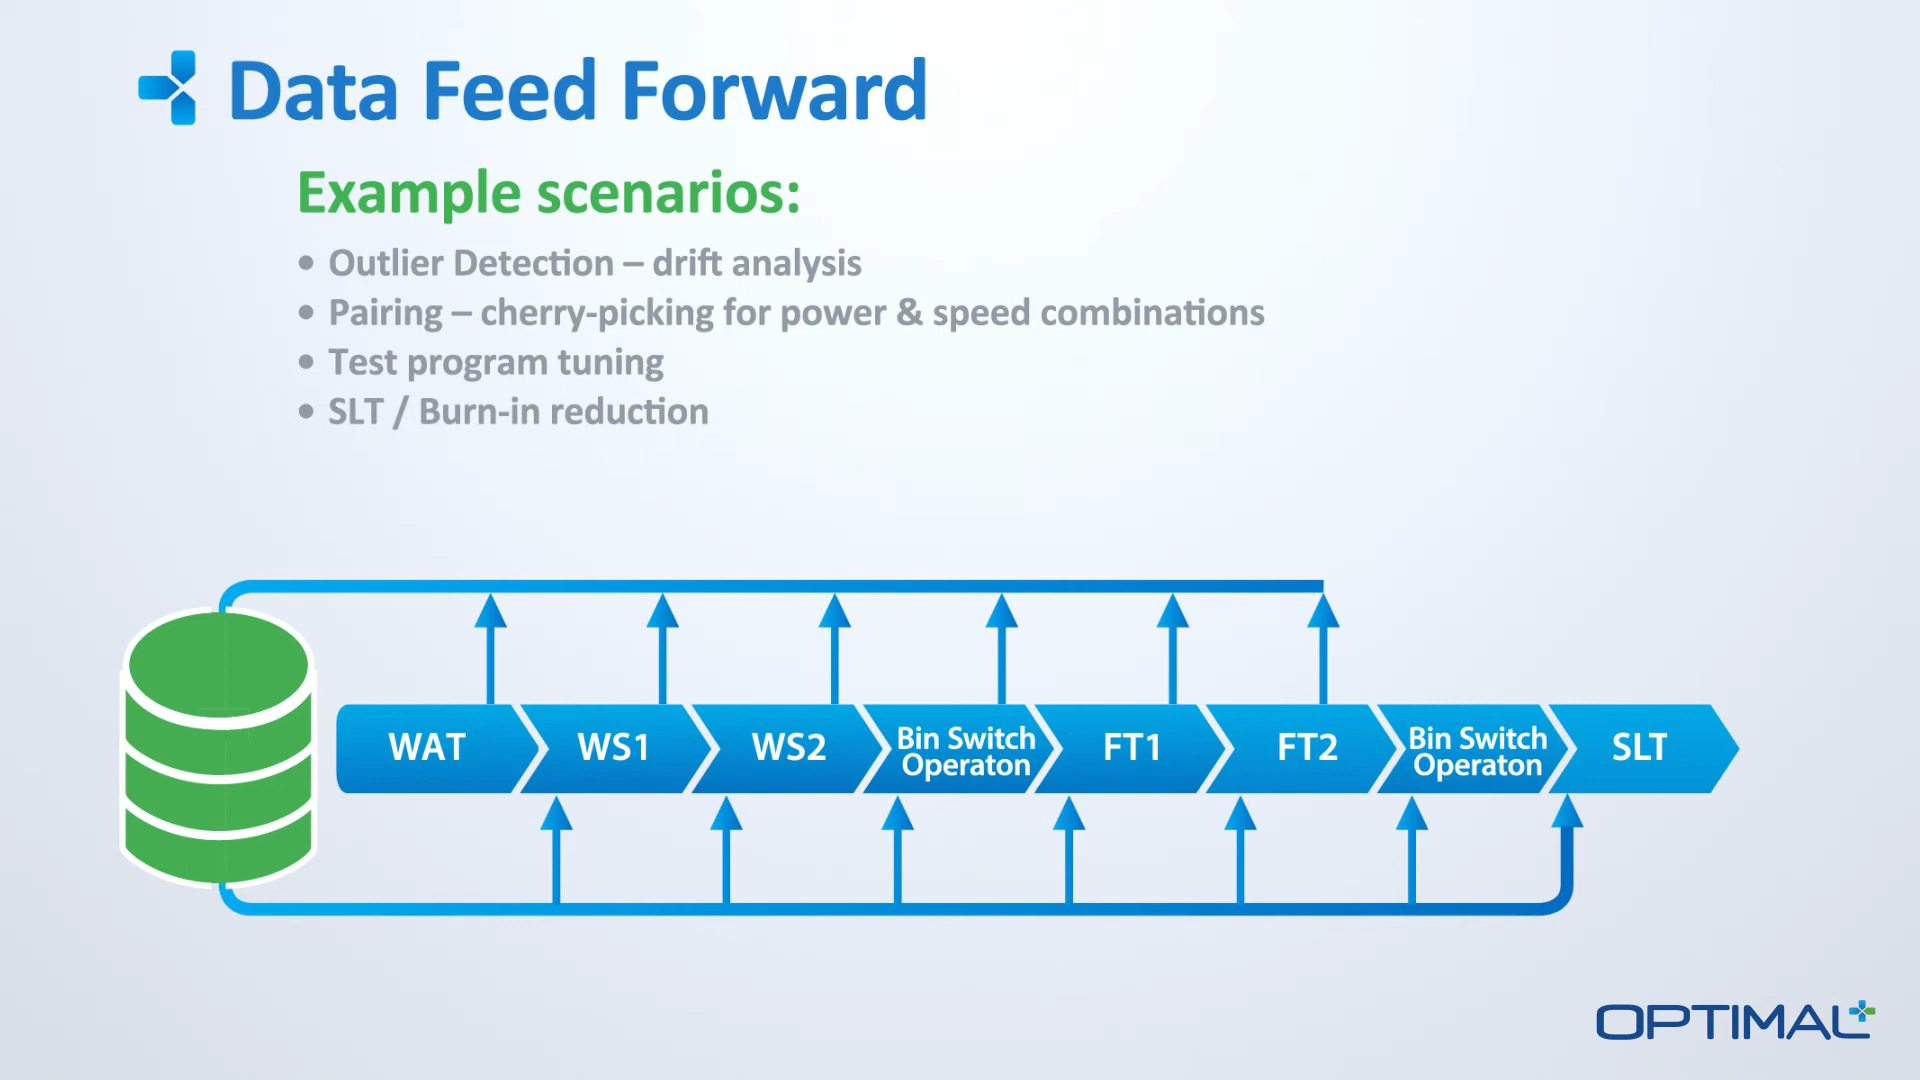 Data Feed Forward
Example scenarios:
• Outlier Detection – drift analysis
• Pairing – cherry-picking for power & speed combinations
• Test program tuning
• SLT / Burn-in reduction
WAT
WS1
WS2
Bin Switch
Operaton
FT1
FT2
Bin Switch
Operaton
SLT
OPTIMAL+